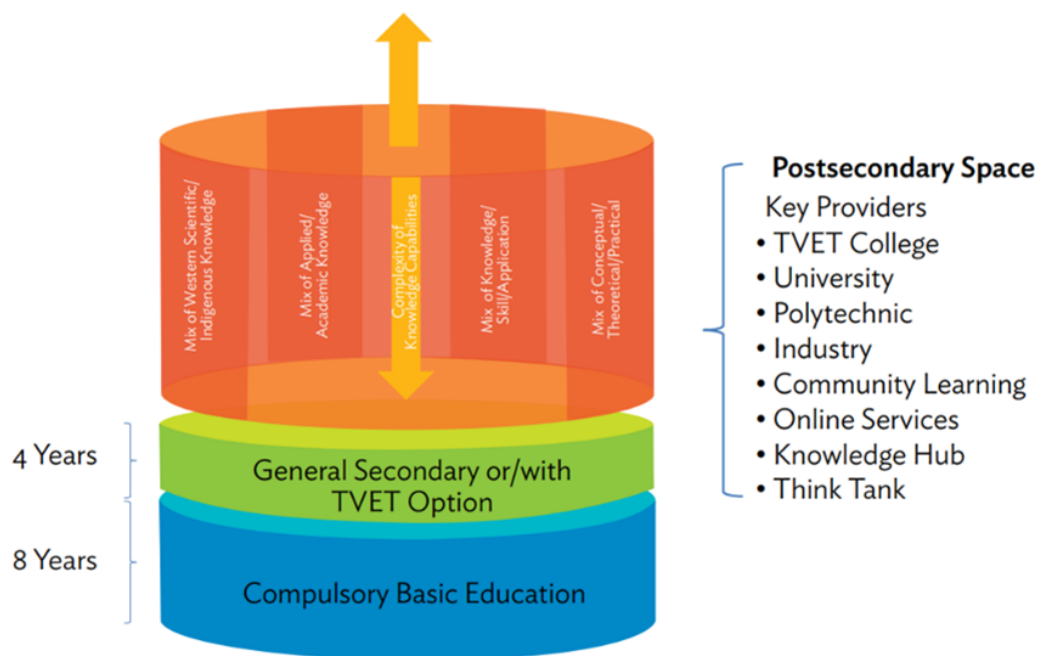 Mix of Western Scientific/
Indigenous Knowledge
Mix of Applied/
Academic Knowledge
Complexity of
Knowledge Capabilities
Mix of Knowledge/
Skill/Application
Mix of Conceptual/
Theoretical/Practical
Postsecondary Space
Key Providers
• TVET College
• University
• Polytechnic
• Industry
• Community Learning
• Online Services
• Knowledge Hub
• Think Tank
4 Years
General Secondary or/with
TVET Option
8 Years
Compulsory Basic Education